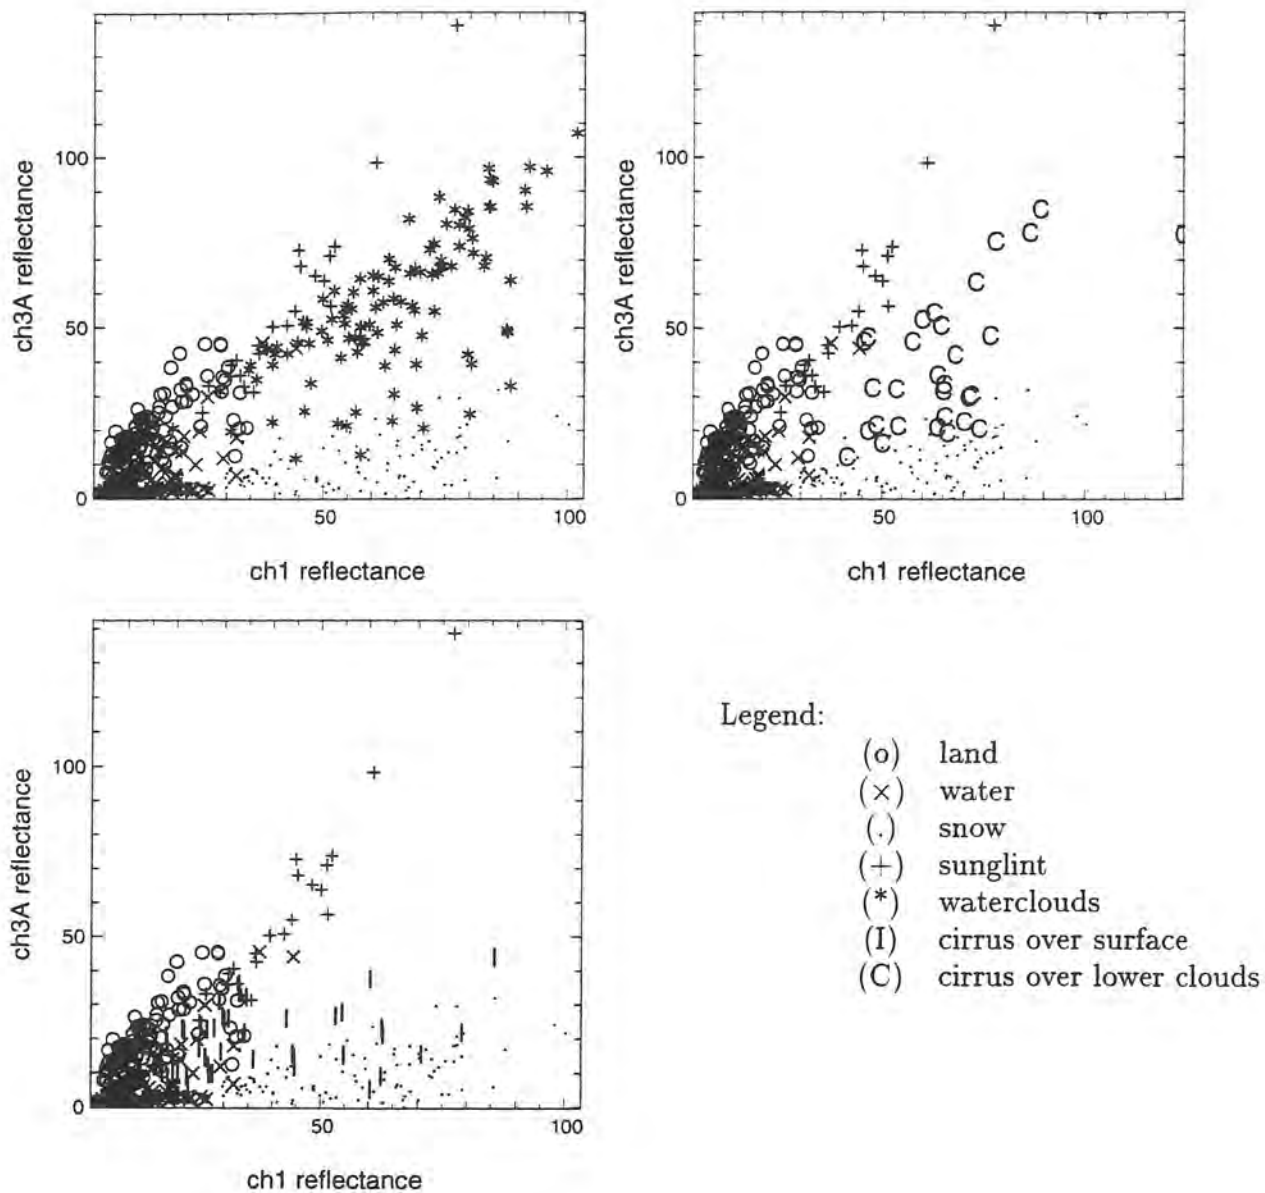 ch3A reflectance
100
50
0
50
100
ch1 reflectance
ch3A reflectance
100
50
0
50
100
ch1 reflectance
ch3A reflectance
100
50
0
50
100
ch1 reflectance
Legend:
(o) land
(×) water
(.) snow
(+) sunglint
(*) waterclouds
(I) cirrus over surface
(C) cirrus over lower clouds